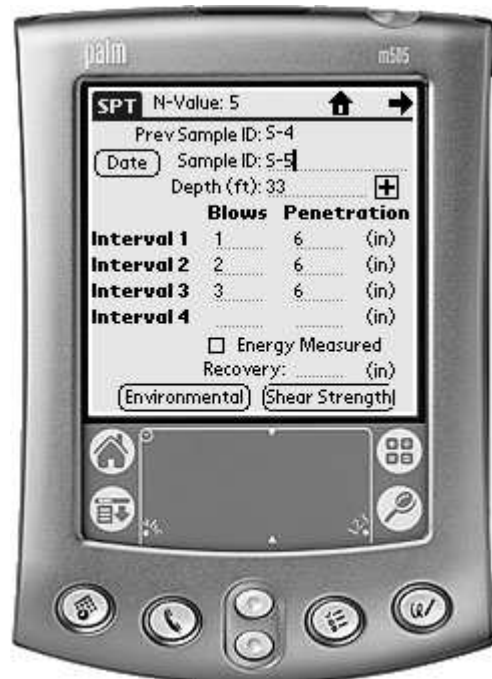 palm m505
SPT N-Value: 5
Prev Sample ID: S-4
Date Sample ID: S-5
Depth (ft): 33
Blows Penetration
Interval 1 1 6 (in)
Interval 2 2 6 (in)
Interval 3 3 6 (in)
Interval 4 (in)
Energy Measured
Recovery: (in)
Environmental Shear Strength